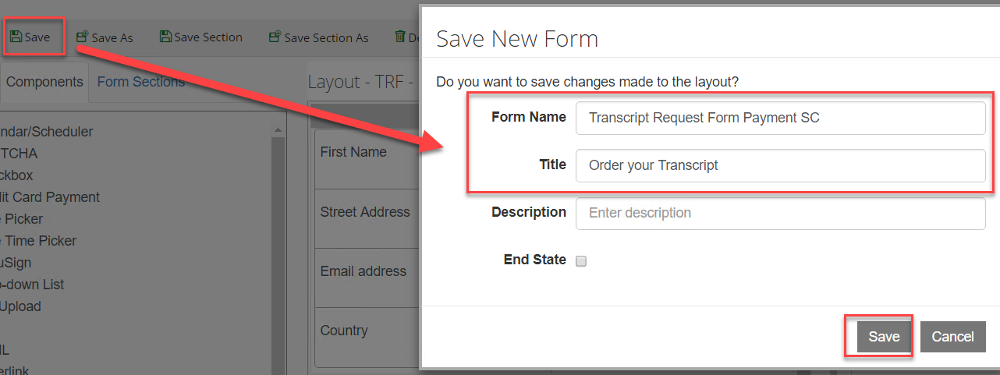 Save Save As Save Section Save Section As
Components Form Sections
Layout - TRF -
ndar/Scheduler
TCHA
ckbox
lit Card Payment
e Picker
e Time Picker
uSign
o-down List
Upload
erlink
First Name
Street Address
Email address
Country
Save New Form
Do you want to save changes made to the layout?
Form Name Transcript Request Form Payment SC
Title Order your Transcript
Description Enter description
End State
Save Cancel